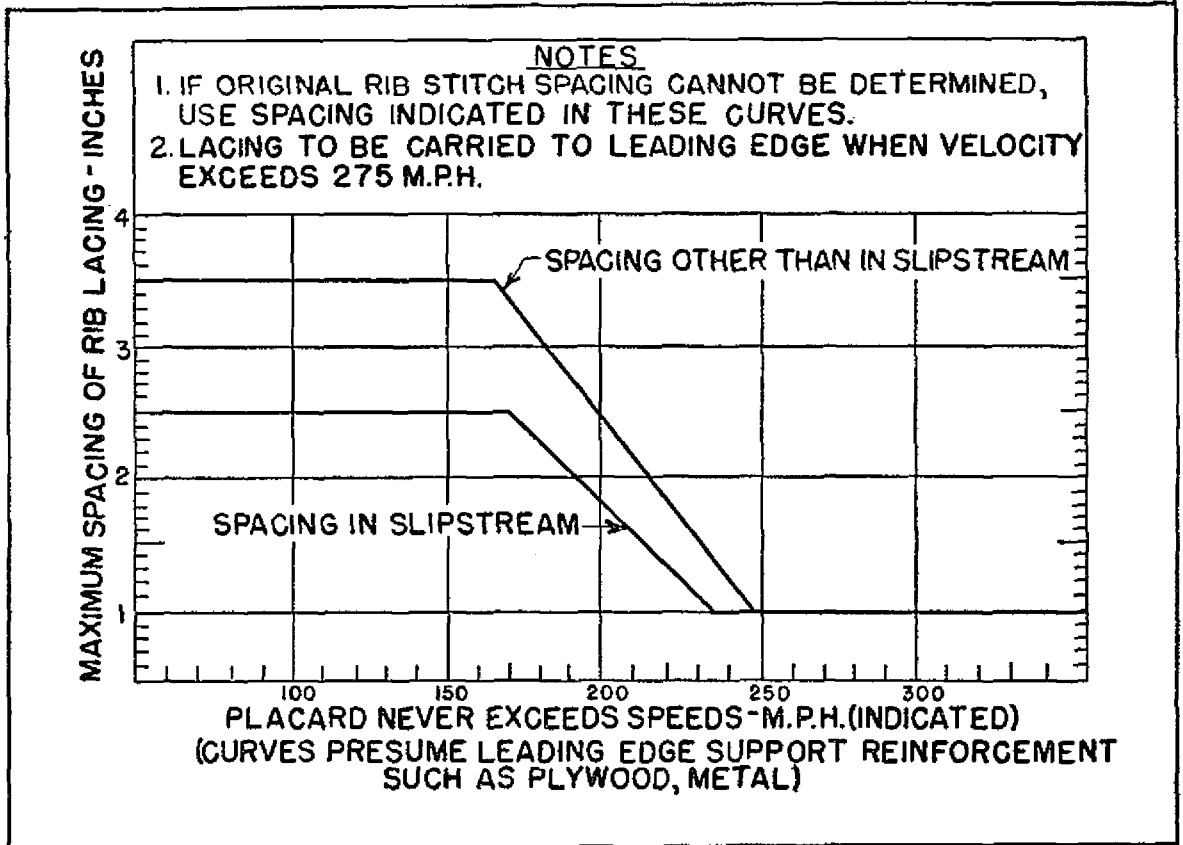 NOTES
1. IF ORIGINAL RIB STITCH SPACING CANNOT BE DETERMINED,
USE SPACING INDICATED IN THESE CURVES.
2. LACING TO BE CARRIED TO LEADING EDGE WHEN VELOCITY
EXCEEDS 275 M.P.H.
MAXIMUM SPACING OF RIB LACING - INCHES
4
3
2
1
SPACING OTHER THAN IN SLIPSTREAM
SPACING IN SLIPSTREAM
100 150 200 250 300
PLACARD NEVER EXCEEDS SPEEDS-M.P.H.(INDICATED)
(CURVES PRESUME LEADING EDGE SUPPORT REINFORCEMENT
SUCH AS PLYWOOD, METAL)